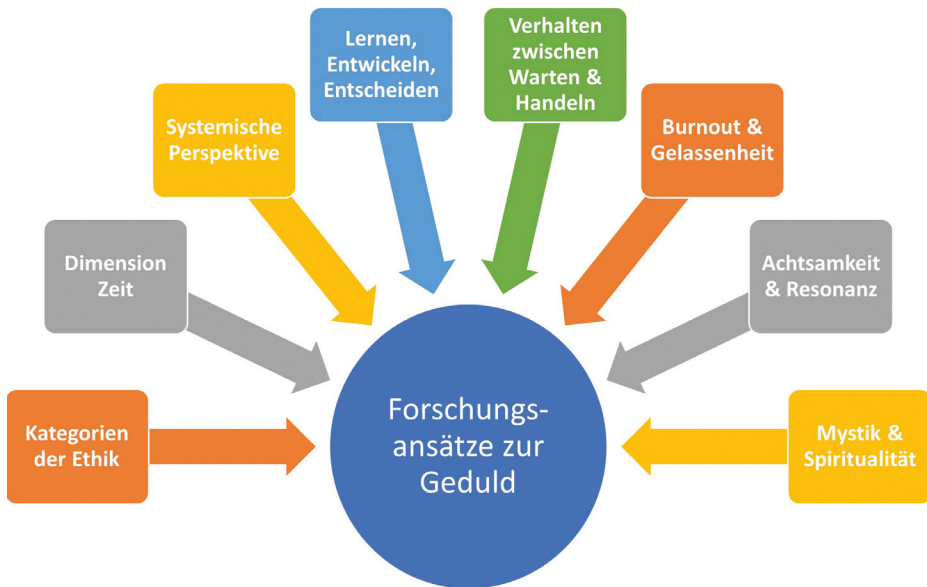 Kategorien
der Ethik
Dimension
Zeit
Systemische
Perspektive
Lernen,
Entwickeln,
Entscheiden
Verhalten
zwischen
Warten &
Handeln
Burnout &
Gelassenheit
Achtsamkeit
& Resonanz
Mystik &
Spiritualität
Forschungs-
ansätze zur
Geduld